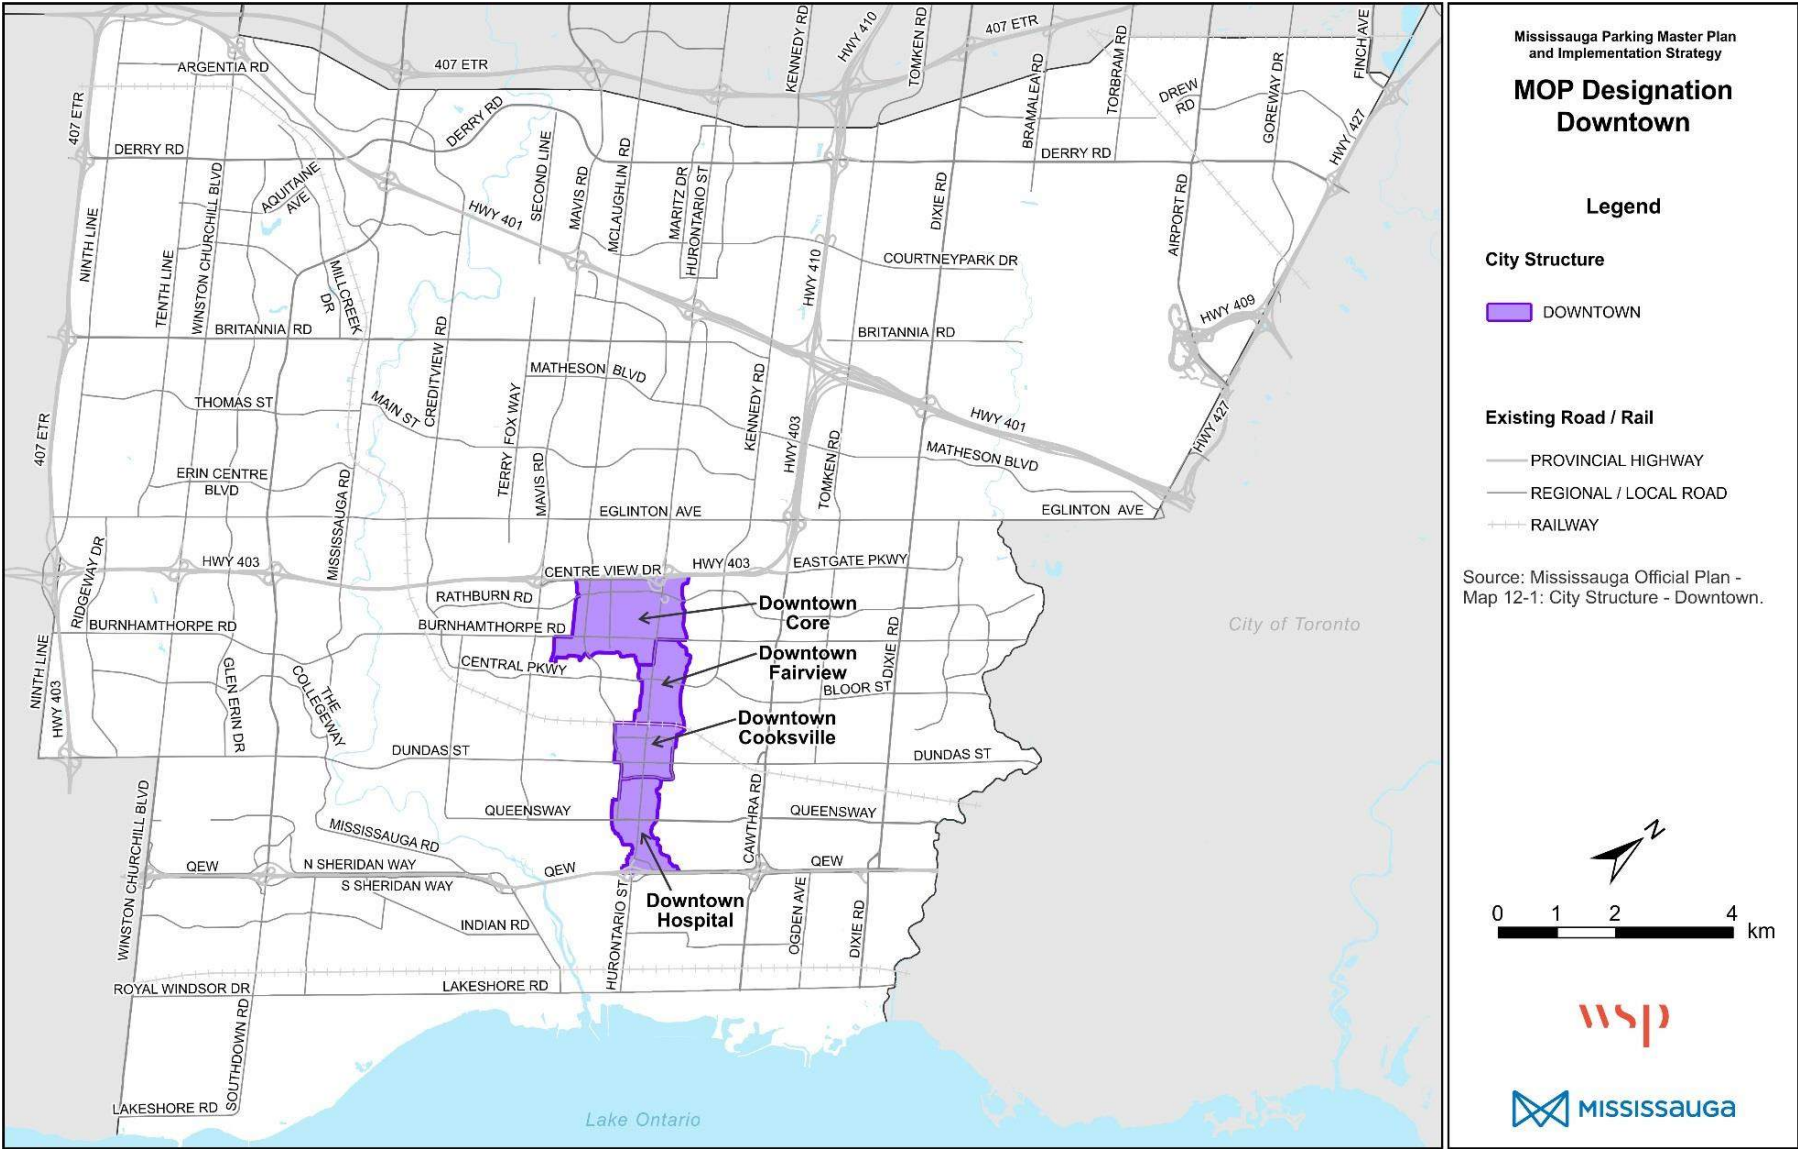 407 ETR
ARGENTIA RD
407 ETR
KENNEDY RD
HWY 410
TOMKEN RD
407 ETR
FINCH AVE
TORBRAM RD
BRAMALEA RD
DREW
RD
GOREWAY DR
407 ETR
DERRY RD
DERRY RD
SECOND LINE
MAVIS RD
MCLAUGHLIN RD
MARITZ DR
HURONTARIO ST
DERRY RD
HWY 427
AQUITAINE
AVE
WINSTON CHURCHILL BLVD
NINTH LINE
TENTH LINE
HWY 401
DIXIE RD
AIRPORT RD
COURTNEYPARK DR
HWY 410
MILLCREEK
DR
BRITANNIA RD
CREDITVIEW RD
BRITANNIA RD
HWY 409
MATHESON BLVD
THOMAS ST
MAIN ST
TERRY FOX WAY
KENNEDY RD
HWY 403
TOMKEN RD
HWY 401
HWY 427
407 ETR
ERIN CENTRE
BLVD
MISSISSAUGA RD
MAVIS RD
MATHESON BLVD
EGLINTON AVE
EGLINTON AVE
RIDGEWAY DR
HWY 403
CENTRE VIEW DR
HWY 403
EASTGATE PKWY
RATHBURN RD
Downtown
Core
BURNHAMTHORPE RD
BURNHAMTHORPE RD
City of Toronto
NINTH LINE
HWY 403
GLEN ERIN DR
THE
COLLEGEWAY
CENTRAL PKWY
Downtown
Fairview
DIXIE RD
BLOOR ST
Downtown
Cooksville
DUNDAS ST
DUNDAS ST
WINSTON CHURCHILL BLVD
QUEENSWAY
CAWTHRA RD
QUEENSWAY
MISSISSAUGA RD
QEW
N SHERIDAN WAY
QEW
QEW
S SHERIDAN WAY
Downtown
Hospital
INDIAN RD
HURONTARIO ST
OGDEN AVE
DIXIE RD
ROYAL WINDSOR DR
LAKESHORE RD
SOUTHDOWN RD
LAKESHORE RD
Lake Ontario
Mississauga Parking Master Plan
and Implementation Strategy
MOP Designation
Downtown
Legend
City Structure
DOWNTOWN
Existing Road / Rail
PROVINCIAL HIGHWAY
REGIONAL / LOCAL ROAD
RAILWAY
Source: Mississauga Official Plan -
Map 12-1: City Structure - Downtown.
N
0 1 2 4
km
wsp
MISSISSAUGA